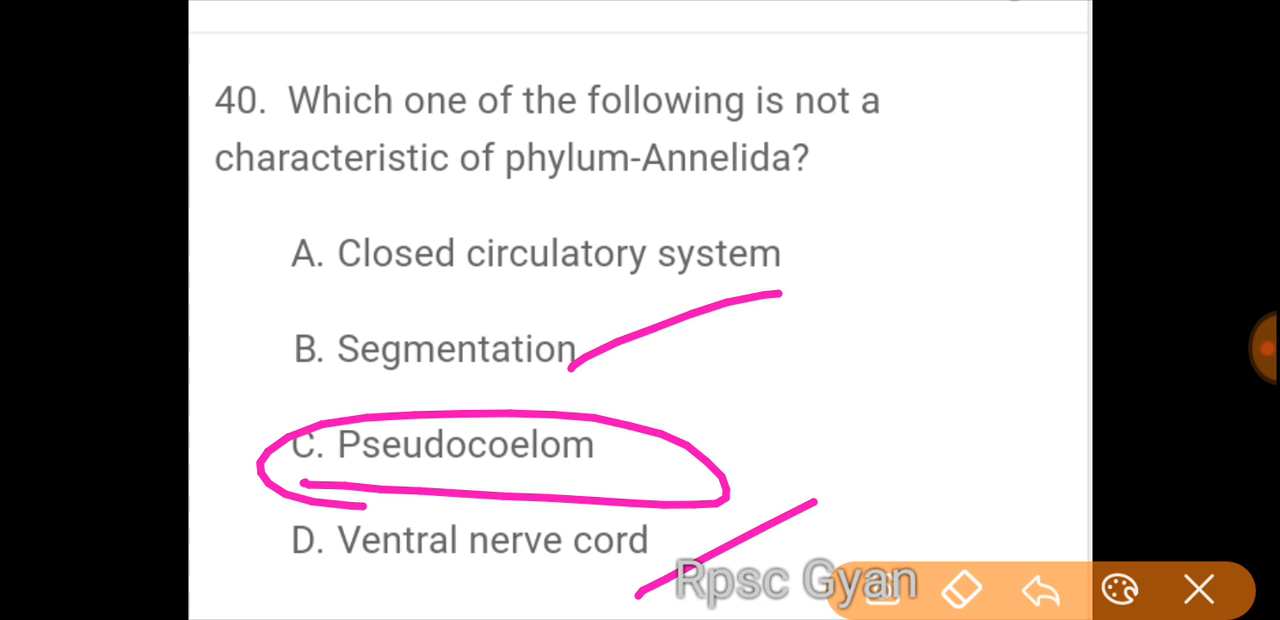 40. Which one of the following is not a
characteristic of phylum-Annelida?
A. Closed circulatory system
B. Segmentation
C. Pseudocoelom
D. Ventral nerve cord
Rpsc Gyan